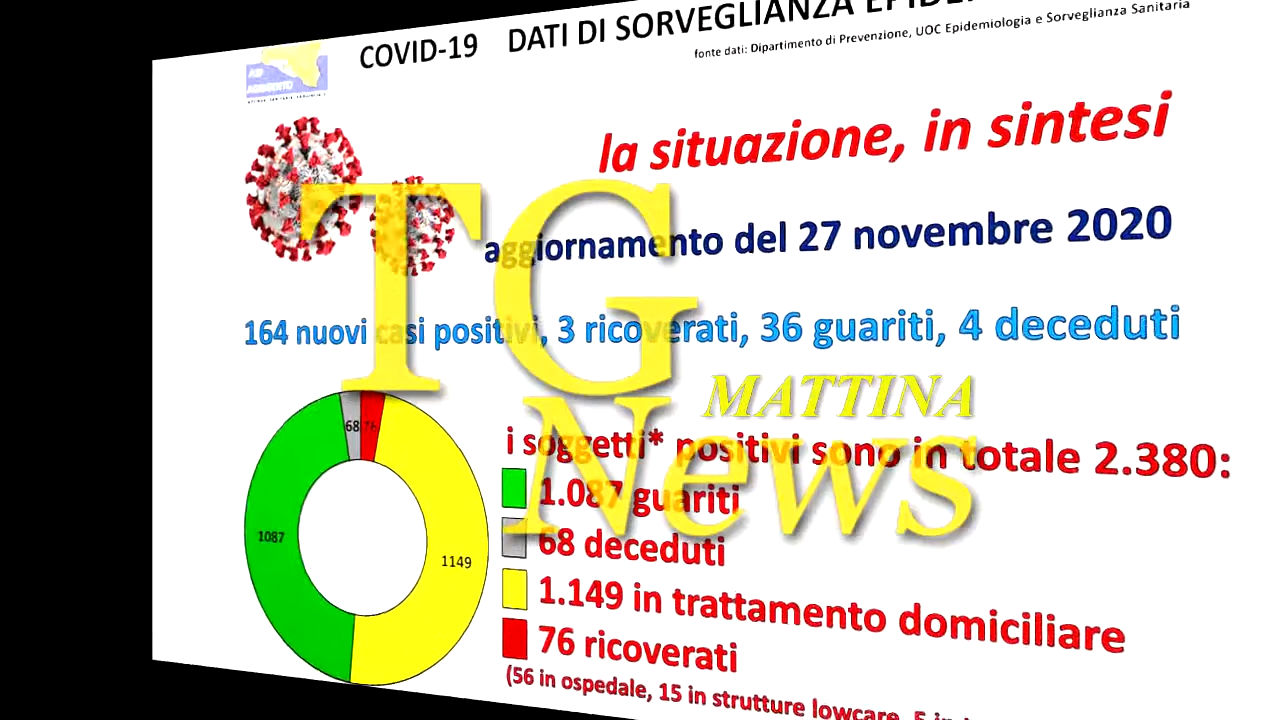 COVID-19 DATI DI SORVEGLIANZA
fonte dati: Dipartimento di Prevenzione, UOC Epidemiologia e Sorveglianza Sanitaria
la situazione, in sintesi
aggiornamento del 27 novembre 2020
164 nuovi casi positivi, 3 ricoverati, 36 guariti, 4 deceduti
TG
MATTINA
News
68 76
1087
1149
i soggetti* positivi sono in totale 2.380:
1.087 guariti
68 deceduti
1.149 in trattamento domiciliare
76 ricoverati
(56 in ospedale, 15 in strutture lowcare, 5 in